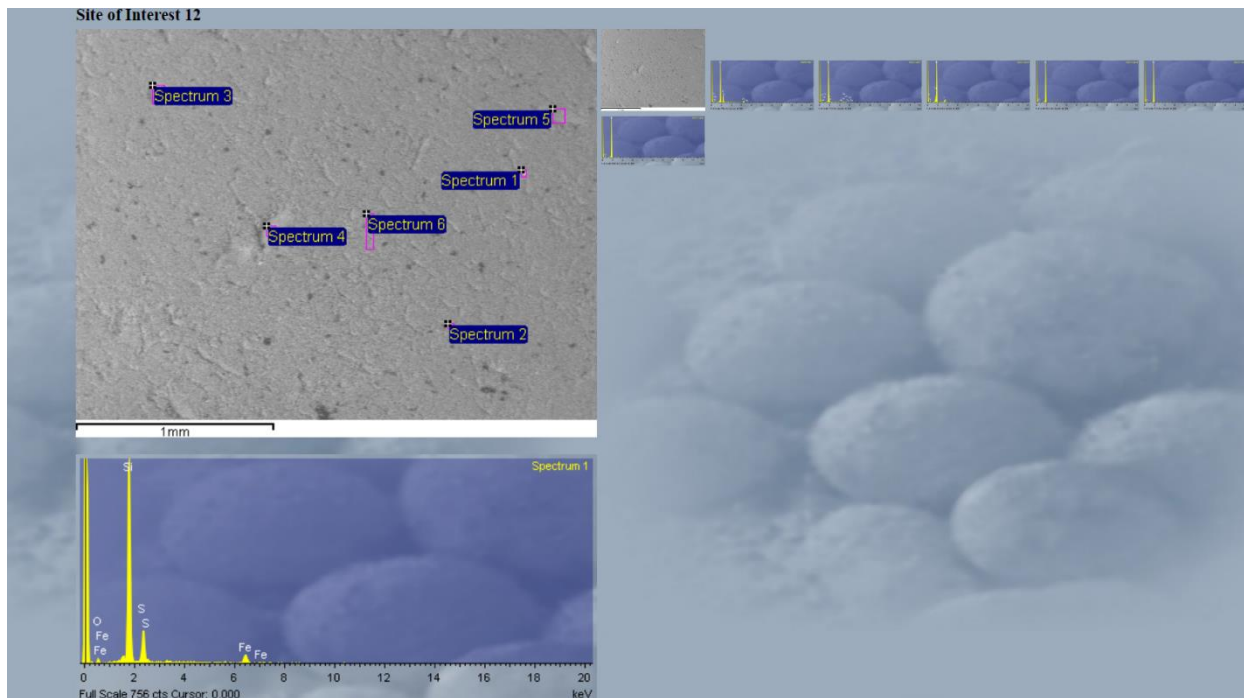 Site of Interest 12
Spectrum 3
Spectrum 5
Spectrum 1
Spectrum 6
Spectrum 4
Spectrum 2
1mm
Spectrum 1
Si
S
O
Fe
S
Fe
Fe
Fe
0 2 4 6 8 10 12 14 16 18 20
Full Scale 756 cts Cursor: 0.000 keV